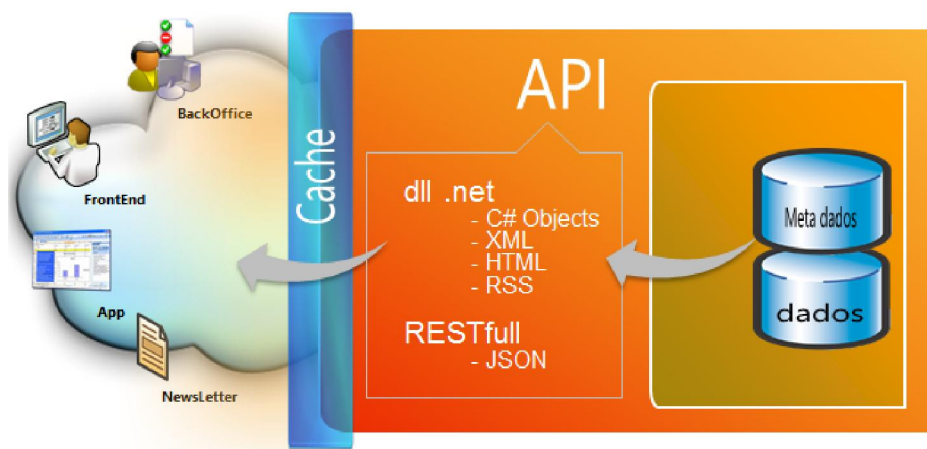 BackOffice
FrontEnd
App
NewsLetter
Cache
API
dll .net
- C# Objects
- XML
- HTML
- RSS
RESTfull
- JSON
Meta dados
dados